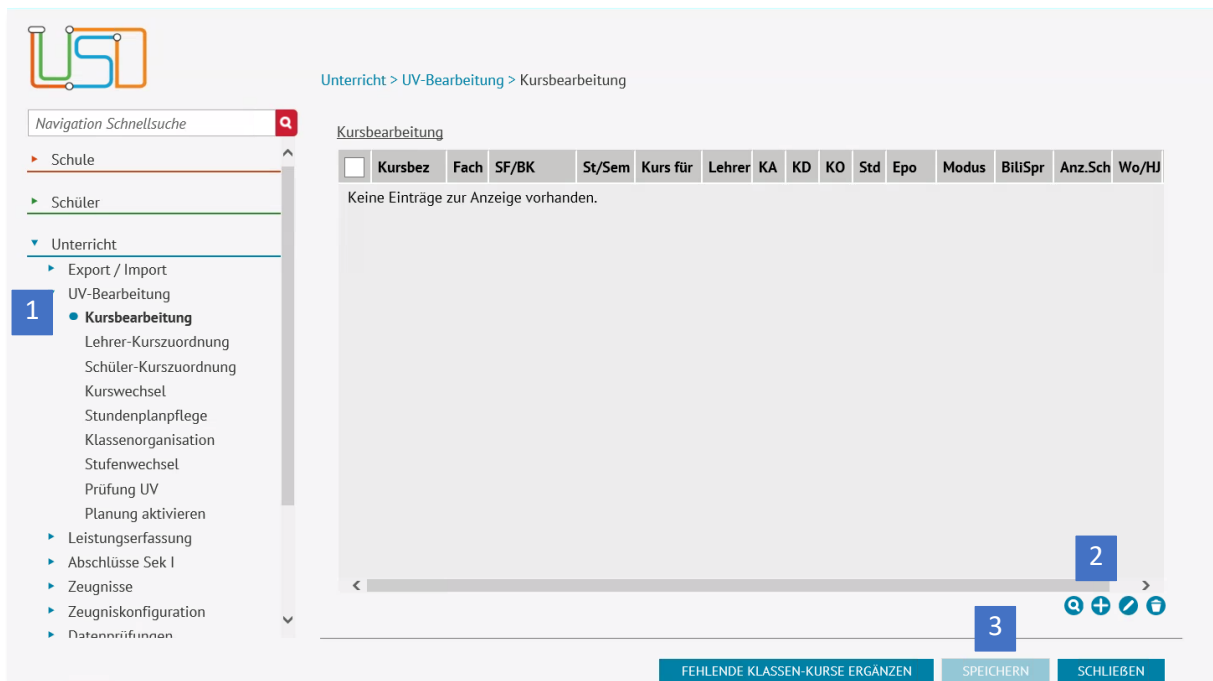 LUSD
Unterricht > UV-Bearbeitung > Kursbearbeitung
Navigation Schnellsuche
Schule
Schüler
Unterricht
Export / Import
UV-Bearbeitung
1
Kursbearbeitung
Lehrer-Kurszuordnung
Schüler-Kurszuordnung
Kurswechsel
Stundenplanpflege
Klassenorganisation
Stufenwechsel
Prüfung UV
Planung aktivieren
Leistungserfassung
Abschlüsse Sek I
Zeugnisse
Zeugniskonfiguration
Datenprüfungen
Kursbearbeitung
Kursbez Fach SF/BK St/Sem Kurs für Lehrer KA KD KO Std Epo Modus BiliSpr Anz.Sch Wo/HJ
Keine Einträge zur Anzeige vorhanden.
2
3
FEHLENDE KLASSEN-KURSE ERGÄNZEN SPEICHERN SCHLIEßEN